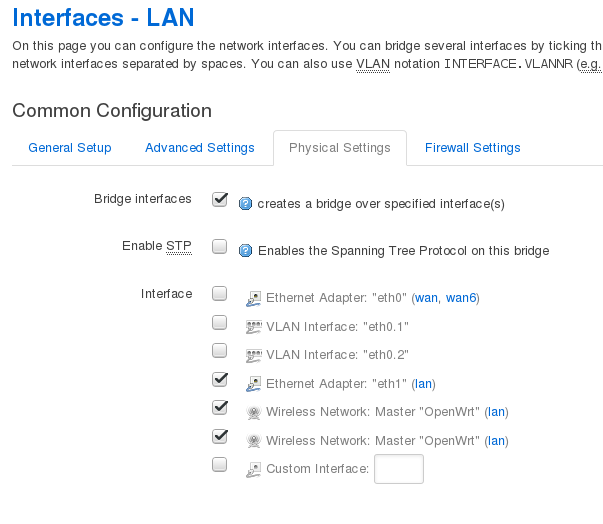 Interfaces - LAN
On this page you can configure the network interfaces. You can bridge several interfaces by ticking th
network interfaces separated by spaces. You can also use VLAN notation INTERFACE.VLANNR (e.g.
Common Configuration
General Setup Advanced Settings Physical Settings Firewall Settings
Bridge interfaces creates a bridge over specified interface(s)
Enable STP Enables the Spanning Tree Protocol on this bridge
Interface Ethernet Adapter: "eth0" (wan, wan6)
VLAN Interface: "eth0.1"
VLAN Interface: "eth0.2"
Ethernet Adapter: "eth1" (lan)
Wireless Network: Master "OpenWrt" (lan)
Wireless Network: Master "OpenWrt" (lan)
Custom Interface: